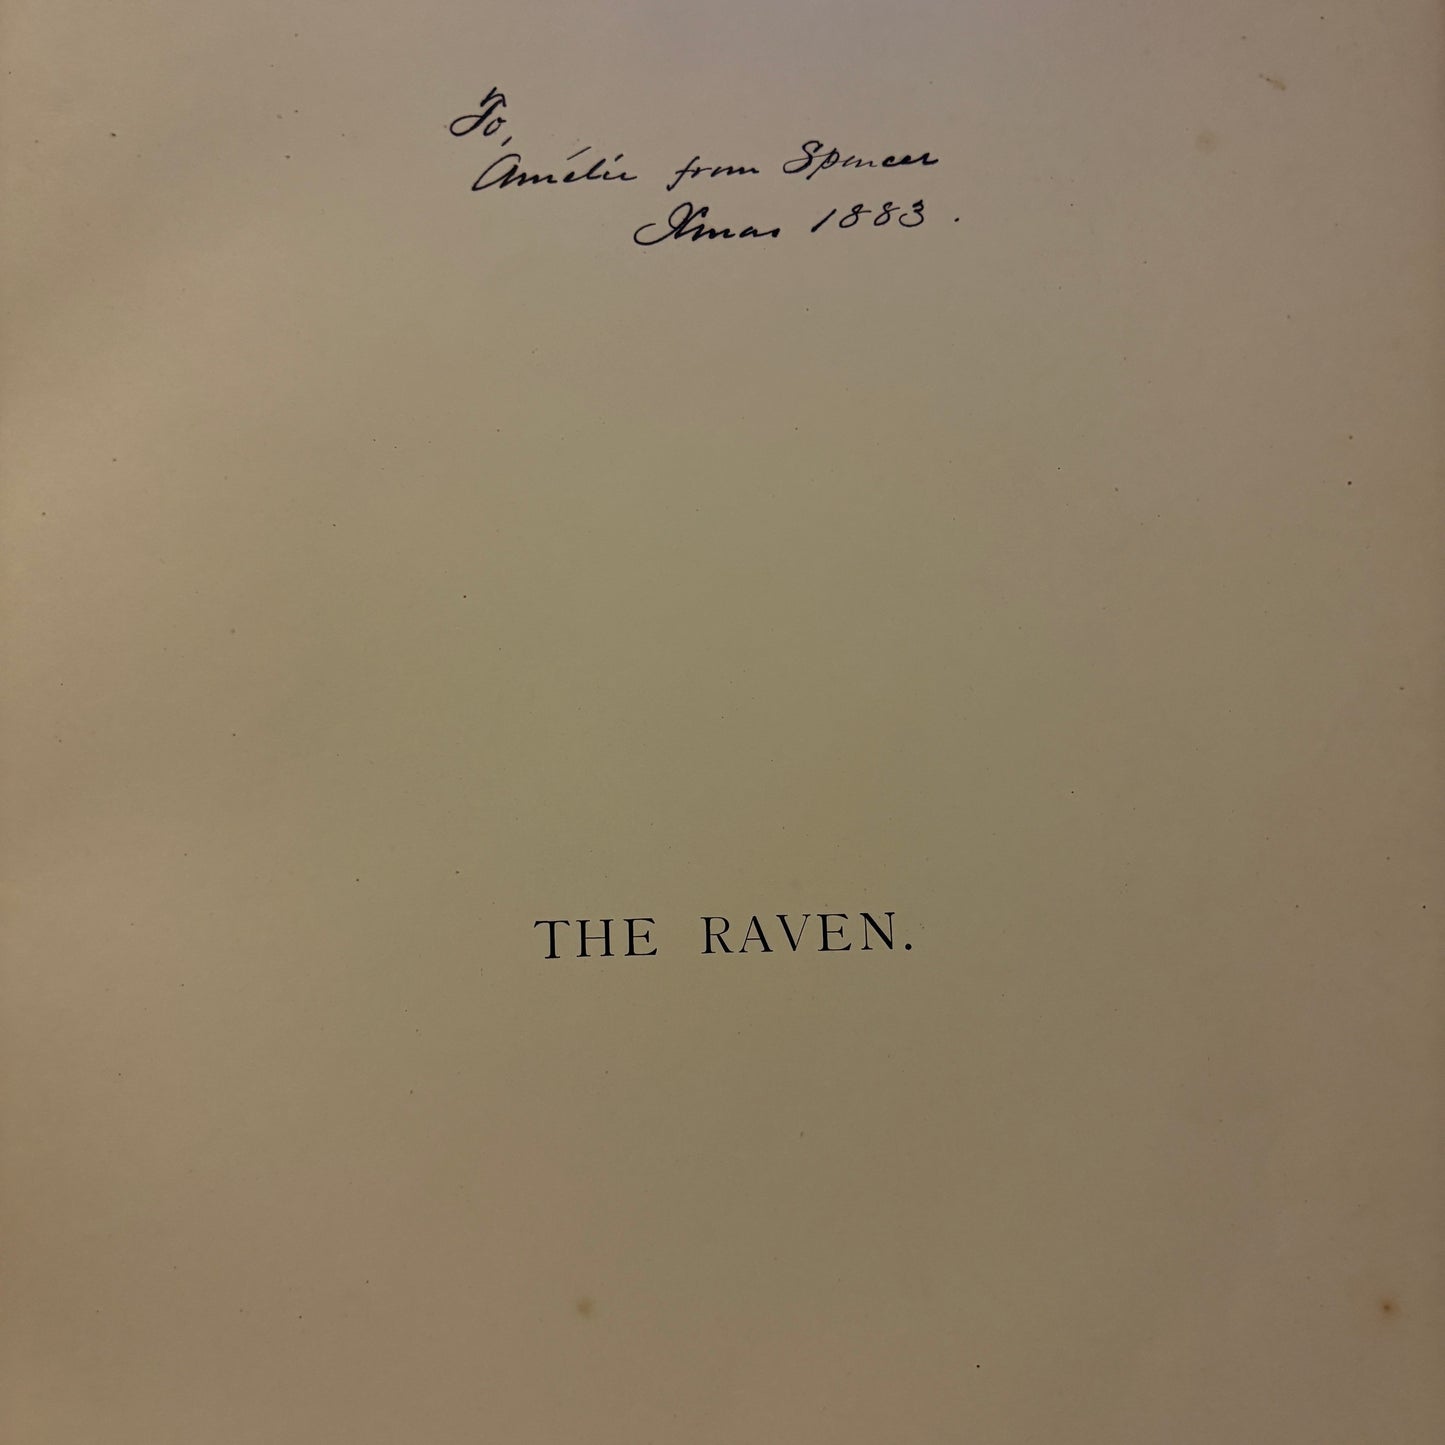 To,
Amélie from Spencer
Xmas 1883.
THE RAVEN.